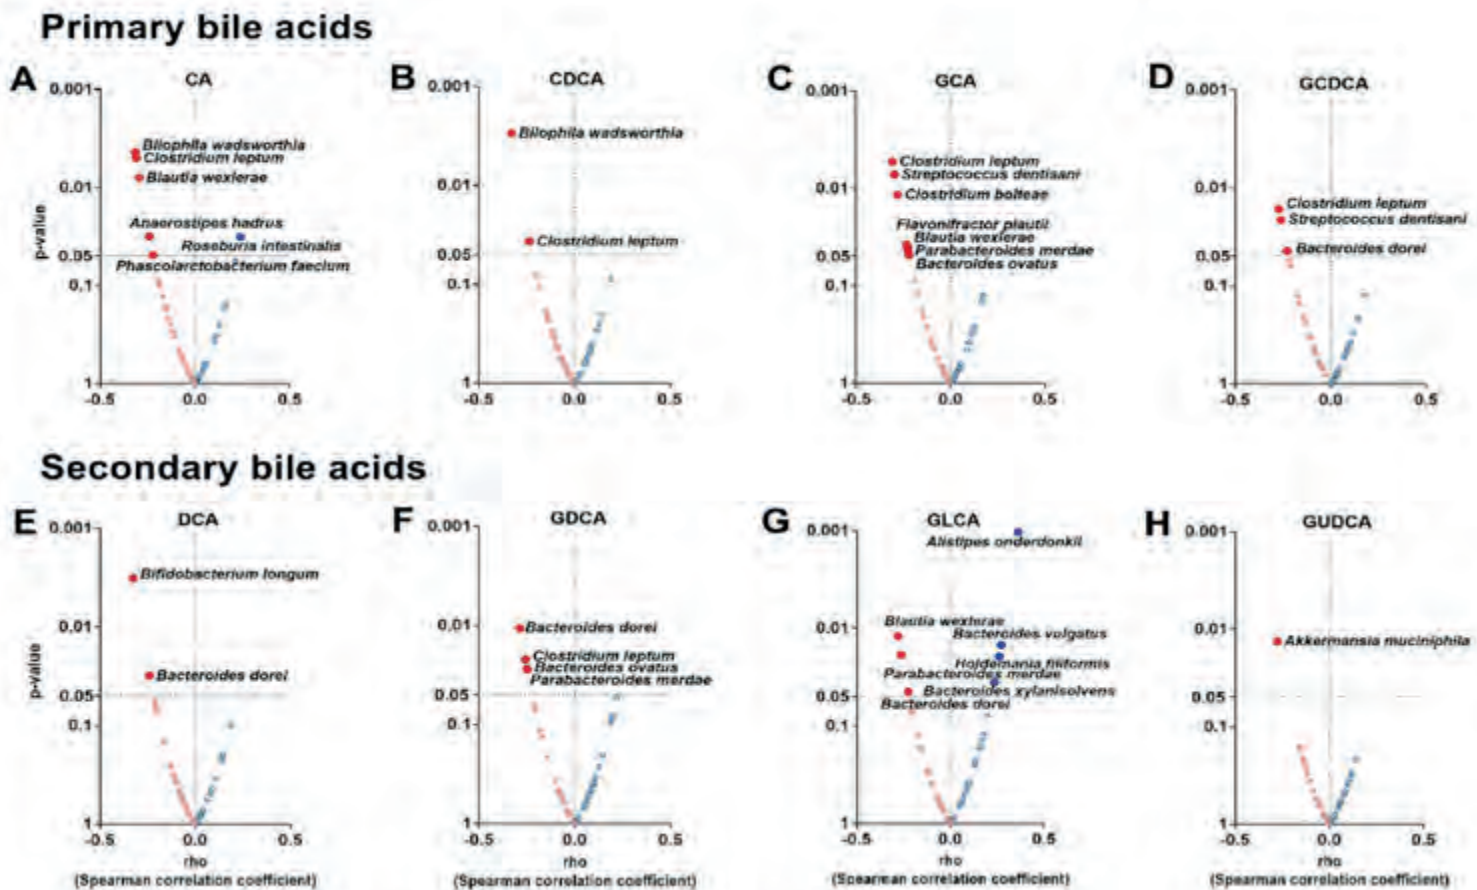 Primary bile acids
A
CA
0.001
Bilophila wadsworthia
Clostridium leptum
Blautia wexlerae
0.01
Anaerostipes hadrus
Roseburia intestinalis
0.05
Phascolarctobacterium faecium
0.1
1
-0.5
0.0
0.5
p-value
B
CDCA
0.001
Bilophila wadsworthia
0.01
Clostridium leptum
0.05
0.1
1
-0.5
0.0
0.5
C
GCA
0.001
Clostridium leptum
Streptococcus dentisani
0.01
Clostridium bolteae
Flavonifractor plautii
Blautia wexlerae
Parabacteroides merdae
0.05
Bacteroides ovatus
0.1
1
-0.5
0.0
0.5
D
GCDCA
0.001
0.01
Clostridium leptum
Streptococcus dentisani
Bacteroides dorei
0.05
0.1
1
-0.5
0.0
0.5
Secondary bile acids
E
DCA
0.001
Bifidobacterium longum
0.01
Bacteroides dorei
0.05
0.1
1
-0.5
0.0
0.5
p-value
rho
(Spearman correlation coefficient)
F
GDCA
0.001
0.01
Bacteroides dorei
Clostridium leptum
Bacteroides ovatus
Parabacteroides merdae
0.05
0.1
1
-0.5
0.0
0.5
rho
(Spearman correlation coefficient)
G
GLCA
0.001
Alistipes onderdonkii
Blautia wexlerae
0.01
Bacteroides vulgatus
Holdemania filiformis
Parabacteroides merdae
Bacteroides xylanisolvens
0.05
Bacteroides dorei
0.1
1
-0.5
0.0
0.5
rho
(Spearman correlation coefficient)
H
GUDCA
0.001
0.01
Akkermansia muciniphila
0.05
0.1
1
-0.5
0.0
0.5
rho
(Spearman correlation coefficient)